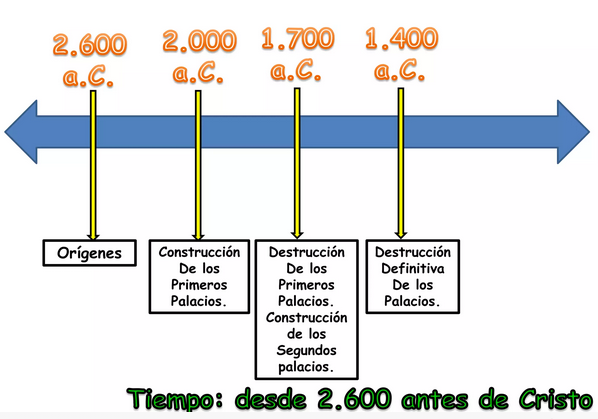 2.600
a.C.
2.000
a.C.
1.700
a.C.
1.400
a.C.
Orígenes
Construcción
De los
Primeros
Palacios.
Destrucción
De los
Primeros
Palacios.
Construcción
de los
Segundos
palacios.
Destrucción
Definitiva
De los
Palacios.
Tiempo: desde 2.600 antes de Cristo